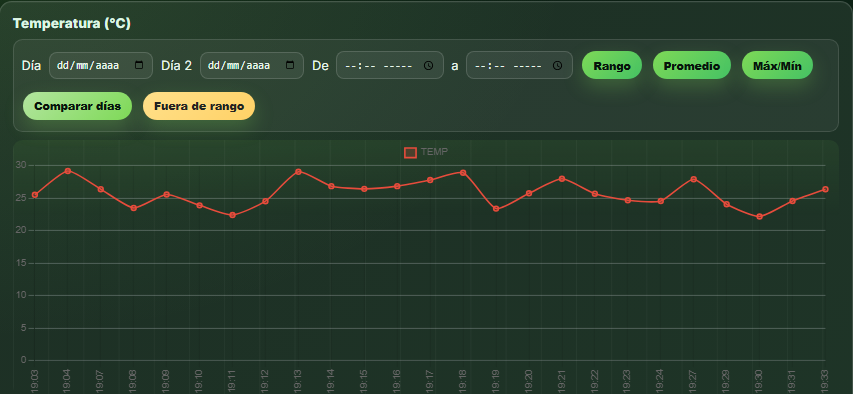 Temperatura (°C)
Día dd/mm/aaaa Día 2 dd/mm/aaaa De --:-- ----- a --:-- ----- Rango Promedio Máx/Mín
Comparar días Fuera de rango
TEMP
30
25
20
15
10
5
0
19:03 19:04 19:07 19:08 19:09 19:10 19:11 19:12 19:13 19:14 19:15 19:16 19:17 19:18 19:19 19:20 19:21 19:22 19:23 19:24 19:27 19:29 19:30 19:31 19:33